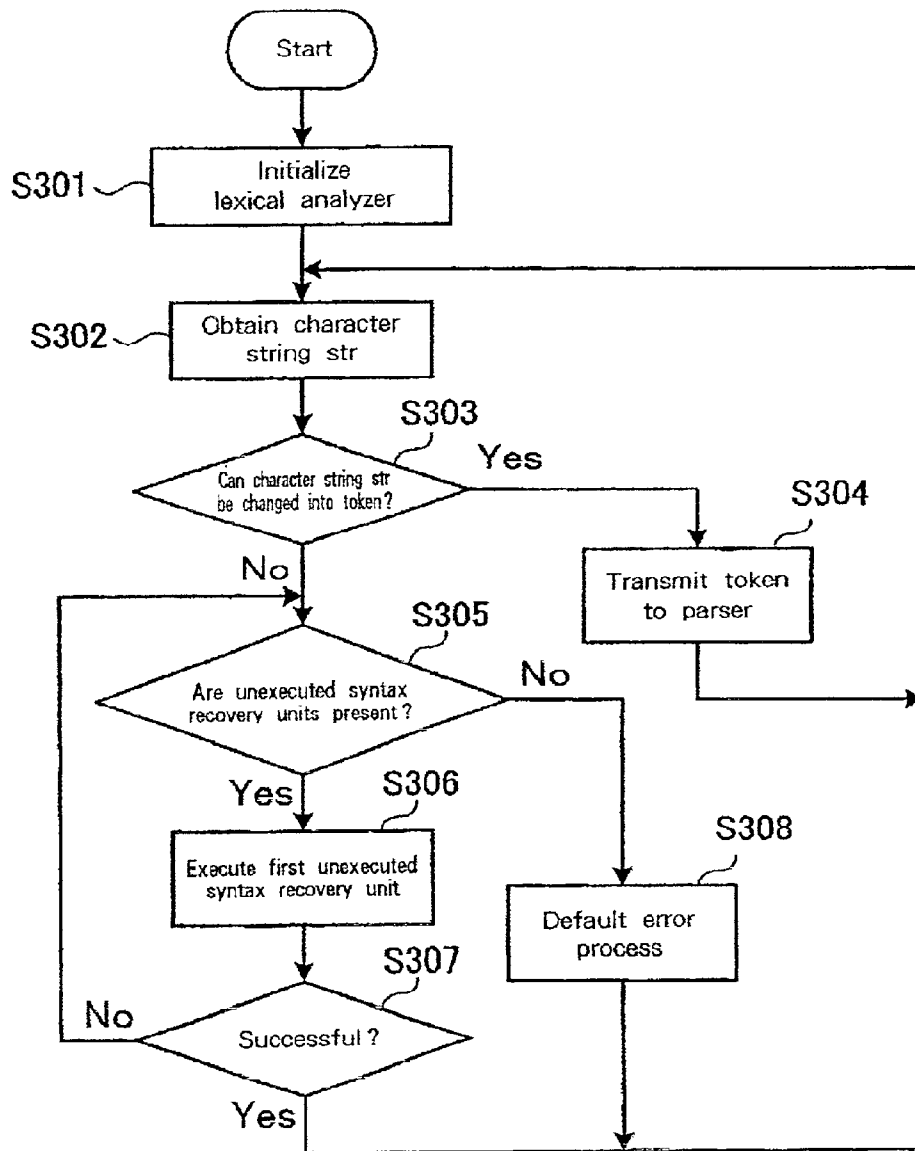 Start
S301
Initialize
lexical analyzer
S302
Obtain character
string str
S303
Can character string str
be changed into token?
Yes
S304
Transmit token
to parser
No
S305
Are unexecuted syntax
recovery units present?
No
Yes
S306
Execute first unexecuted
syntax recovery unit
S308
Default error
process
S307
No
Successful?
Yes